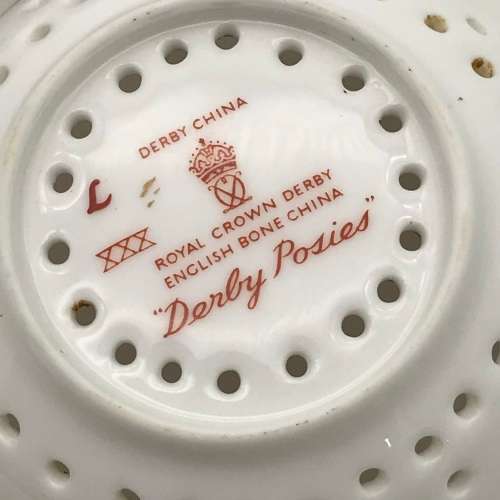 DERBY CHINA
L
XXX
ROYAL CROWN DERBY
ENGLISH BONE CHINA
"Derby Posies"